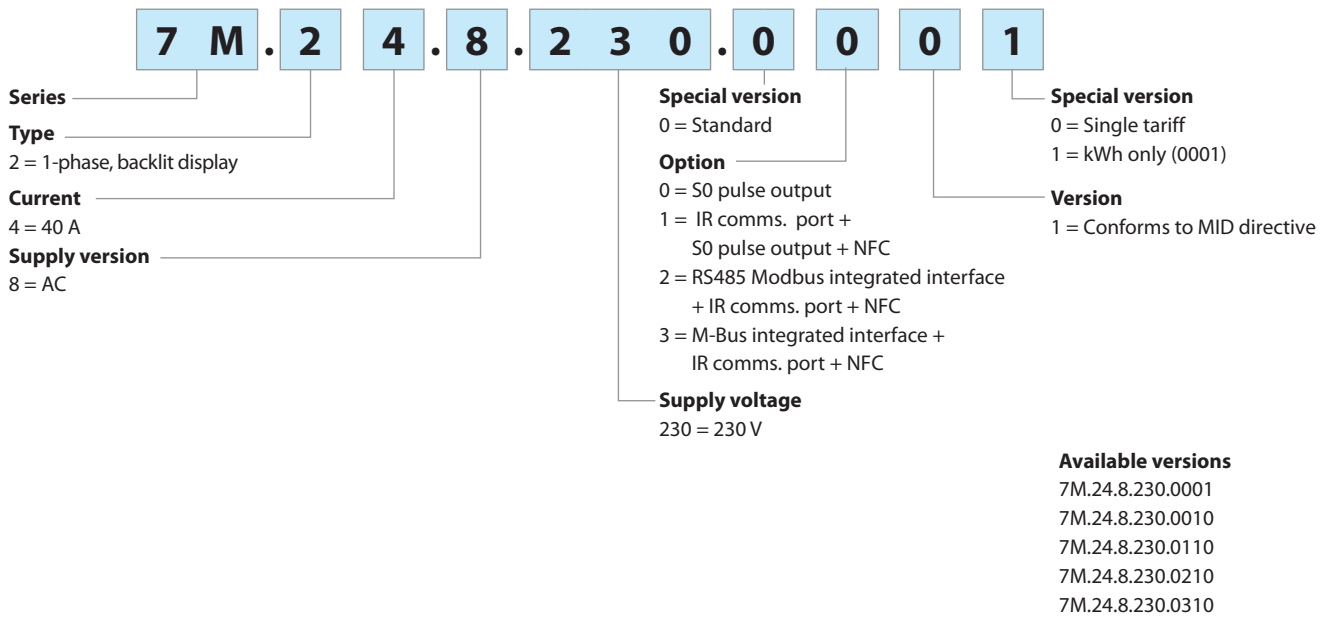 7 M . 2 4 . 8 . 2 3 0 . 0 0 0 1
Series
Type
2 = 1-phase, backlit display
Current
4 = 40 A
Supply version
8 = AC
Special version
0 = Standard
Option
0 = S0 pulse output
1 = IR comms. port +
S0 pulse output + NFC
2 = RS485 Modbus integrated interface
+ IR comms. port + NFC
3 = M-Bus integrated interface +
IR comms. port + NFC
Supply voltage
230 = 230 V
Special version
0 = Single tariff
1 = kWh only (0001)
Version
1 = Conforms to MID directive
Available versions
7M.24.8.230.0001
7M.24.8.230.0010
7M.24.8.230.0110
7M.24.8.230.0210
7M.24.8.230.0310